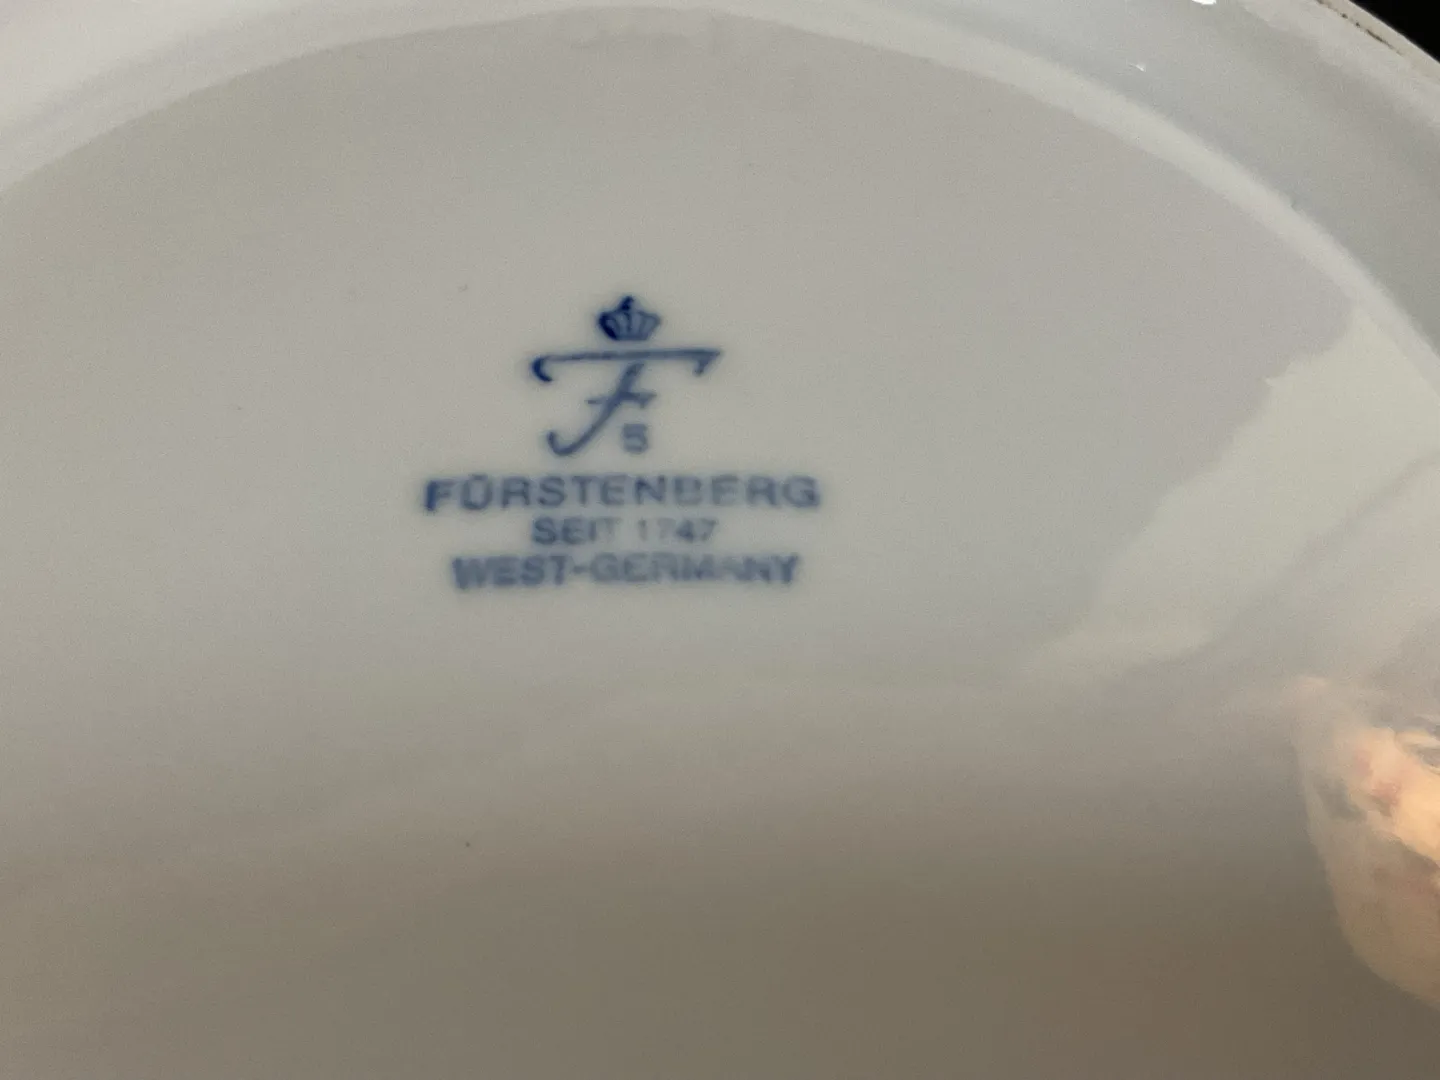 F
5
FÜRSTENBERG
SEIT 1747
WEST-GERMANY